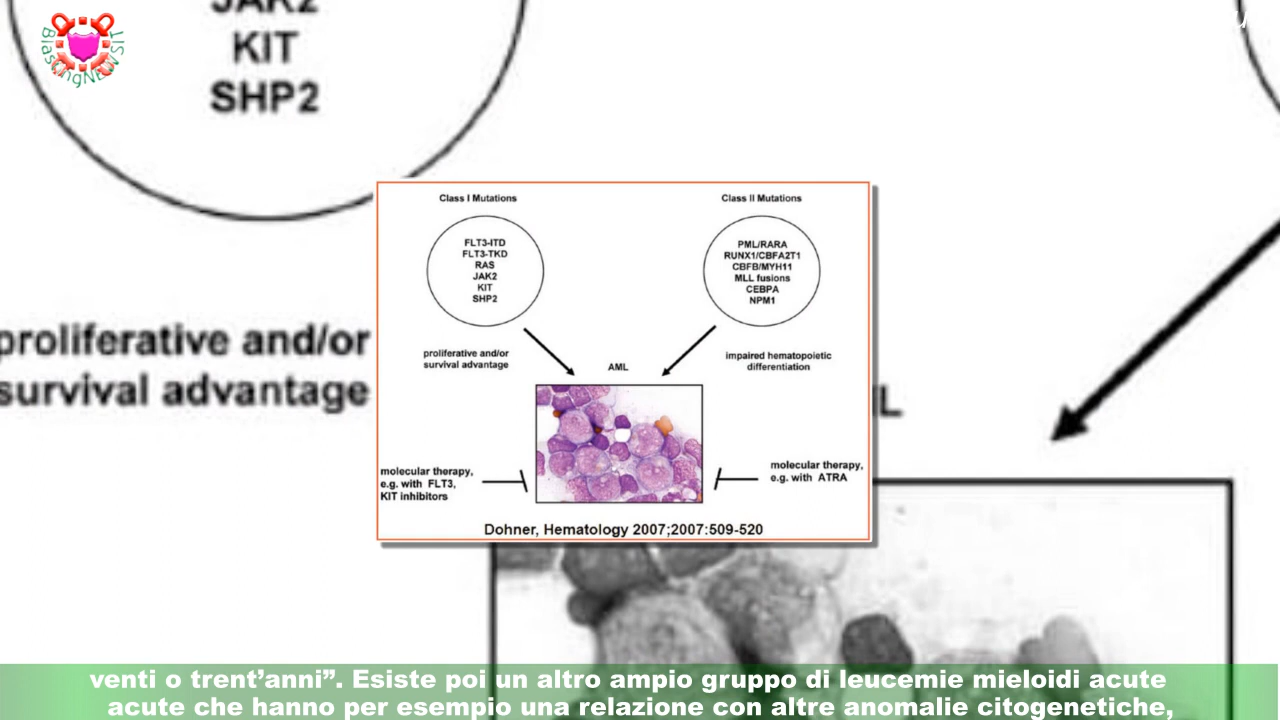 JAK2
KIT
SHP2
BlastingNEWSIT
proliferative and/or
survival advantage
Class I Mutations
FLT3-ITD
FLT3-TKD
RAS
JAK2
KIT
SHP2
proliferative and/or
survival advantage
Class II Mutations
PML/RARA
RUNX1/CBFA2T1
CBFB/MYH11
MLL fusions
CEBPA
NPM1
impaired hematopoietic
differentiation
AML
molecular therapy,
e.g. with FLT3,
KIT inhibitors
molecular therapy,
e.g. with ATRA
Dohner, Hematology 2007;2007:509-520
venti o trent’anni”. Esiste poi un altro ampio gruppo di leucemie mieloidi acute
acute che hanno per esempio una relazione con altre anomalie citogenetiche,